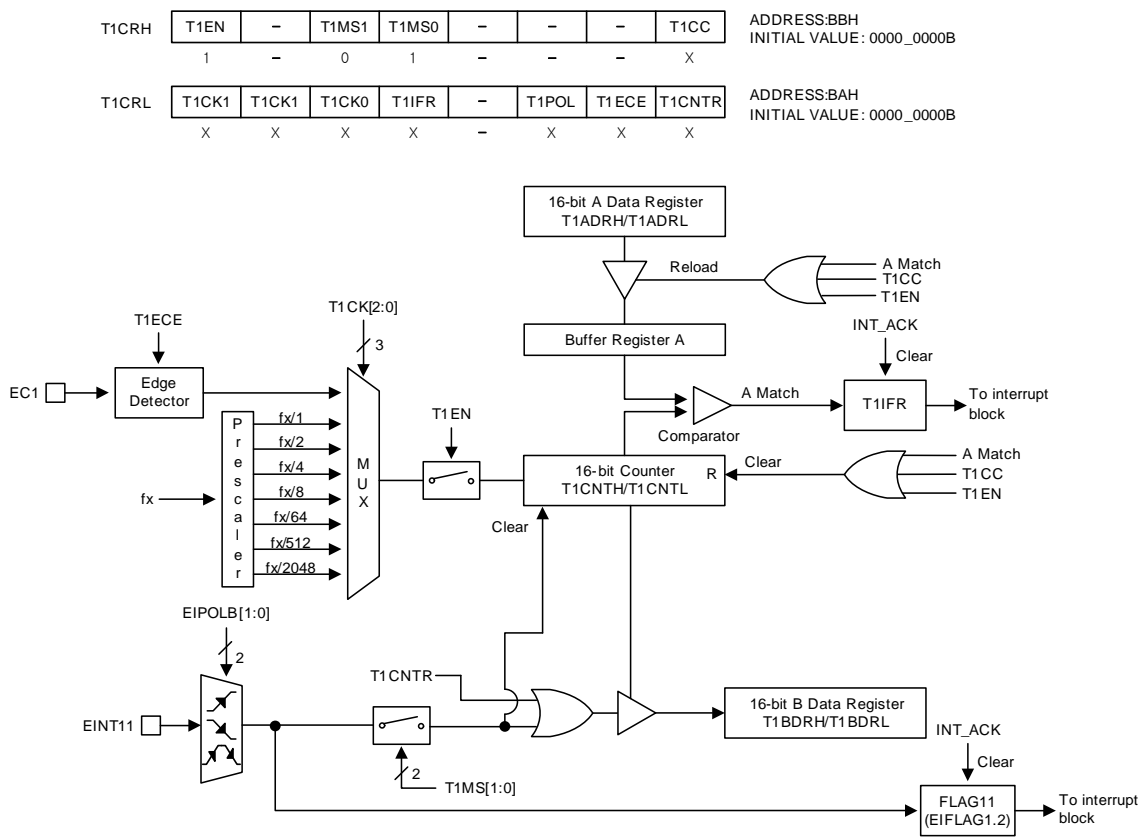 T1CRH T1EN – T1MS1 T1MS0 – – – T1CC ADDRESS:BBH
INITIAL VALUE: 0000_0000B
1 – 0 1 – – – X
T1CRL T1CK1 T1CK1 T1CK0 T1IFR – T1POL T1ECE T1CNTR ADDRESS:BAH
INITIAL VALUE: 0000_0000B
X X X X – X X X
16-bit A Data Register
T1ADRH/T1ADRL
Reload
A Match
T1CC
T1EN
T1CK[2:0]
3
T1ECE
Buffer Register A
INT_ACK
Clear
EC1
Edge
Detector
T1EN
A Match
Comparator
T1IFR
To interrupt
block
Prescaler
fx/1
fx/2
fx/4
fx/8
fx/64
fx/512
fx/2048
fx
MUX
16-bit Counter
T1CNTH/T1CNTL
R
Clear
A Match
T1CC
T1EN
Clear
EIPOLB[1:0]
2
EINT11
T1CNTR
2
T1MS[1:0]
16-bit B Data Register
T1BDRH/T1BDRL
INT_ACK
Clear
FLAG11
(EIFLAG1.2)
To interrupt
block